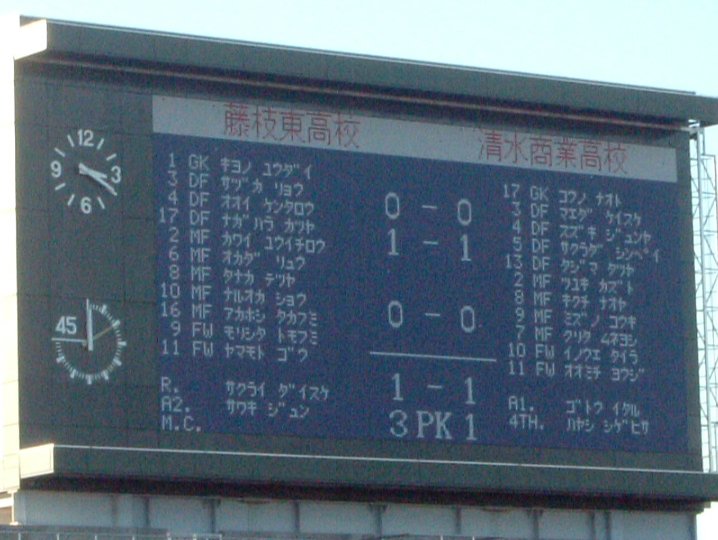 藤枝東高校
清水商業高校
1 GK キヨノ ユウダイ
3 DF サヅカ リョウ
4 DF オオイ ケンタロウ
17 DF ナガハラ カツヤ
2 MF カワイ ユウイチロウ
6 MF オカダ リュウ
8 MF タナカ テツヤ
10 MF ナルオカ ショウ
16 MF アカホシ タカフミ
9 FW モリシタ トモフミ
11 FW ヤマモト ゴウ
R. サクライ ダイスケ
A2. サワキ ジュン
M.C.
0 - 0
1 - 1
0 - 0
1 - 1
3 PK 1
17 GK コウノ ナオト
3 DF マエダ ケイスケ
4 DF スズキ ジュンヤ
5 DF サクラダ シンペイ
13 DF タジマ タツヤ
2 MF ツユキ カズト
8 MF キクチ ナオヤ
9 MF ミズノ コウキ
7 MF クリタ
10 FW イノウエ タイラ
11 FW オオミチ ヨウジ
A1. ゴトウ イタル
4TH. ハヤシ シゲヒサ
12
3
6
9
45